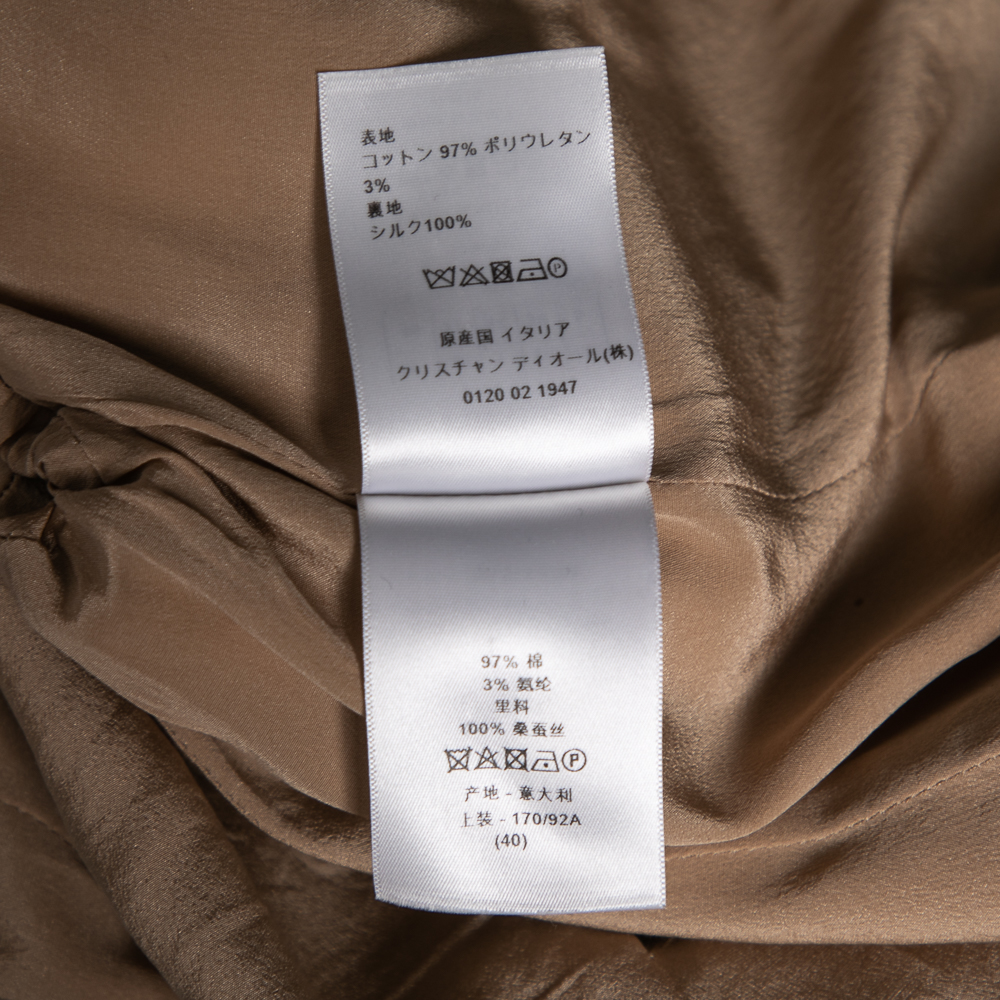 表地
コットン 97% ポリウレタン
3%
裏地
シルク100%
P
原産国 イタリア
クリスチャン ディオール(株)
0120 02 1947
97% 棉
3% 氨纶
里料
100% 桑蚕丝
P
产地 - 意大利
上装 - 170/92A
(40)